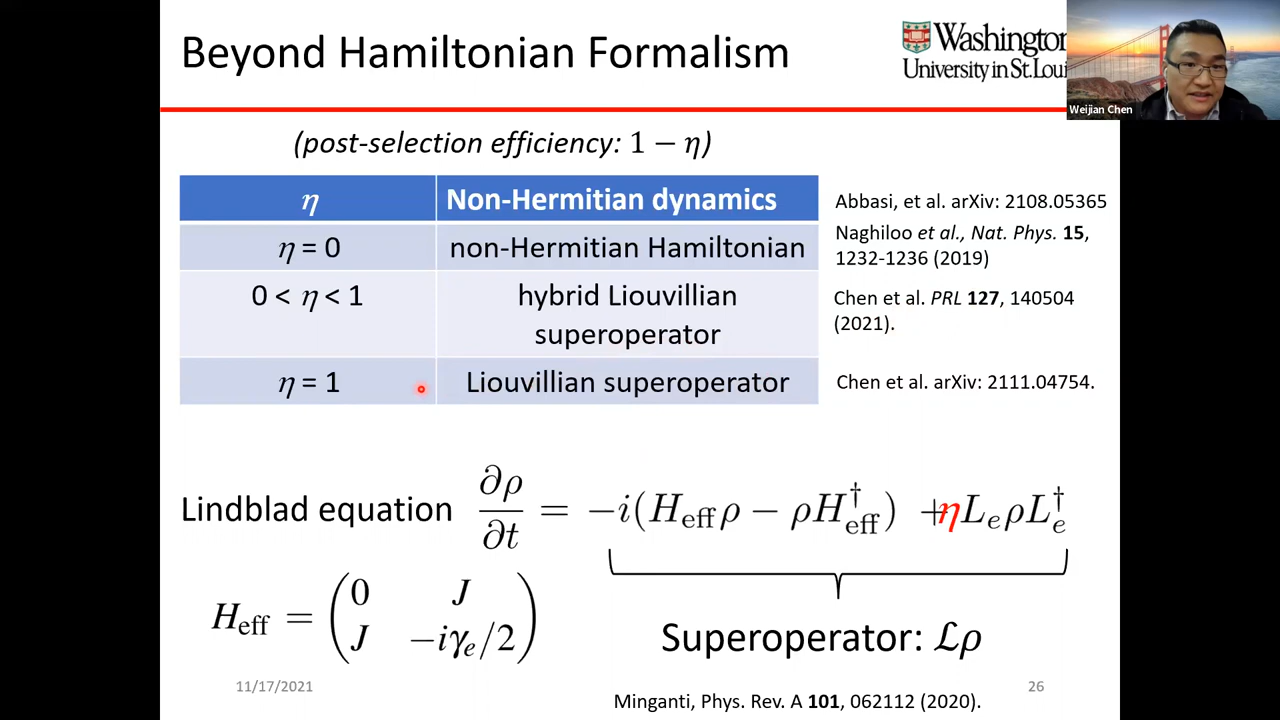 Beyond Hamiltonian Formalism
Washington
University in St.Loui
Weijian Chen
(post-selection efficiency: 1 − η)
η
Non-Hermitian dynamics
Abbasi, et al. arXiv: 2108.05365
η = 0
non-Hermitian Hamiltonian
Naghiloo et al., Nat. Phys. 15,
1232-1236 (2019)
0 < η < 1
hybrid Liouvillian
superoperator
Chen et al. PRL 127, 140504
(2021).
η = 1
Liouvillian superoperator
Chen et al. arXiv: 2111.04754.
Lindblad equation ∂ρ/∂t = −i(H_eff ρ − ρH_eff^†) +ηL_e ρL_e^†
H_eff = (0 J
J −iγ_e/2)
Superoperator: ℒρ
11/17/2021
26
Minganti, Phys. Rev. A 101, 062112 (2020).